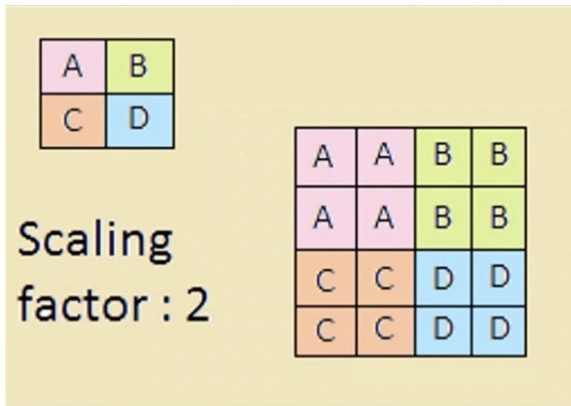 A B
C D
A A B B
A A B B
C C D D
C C D D
Scaling
factor : 2